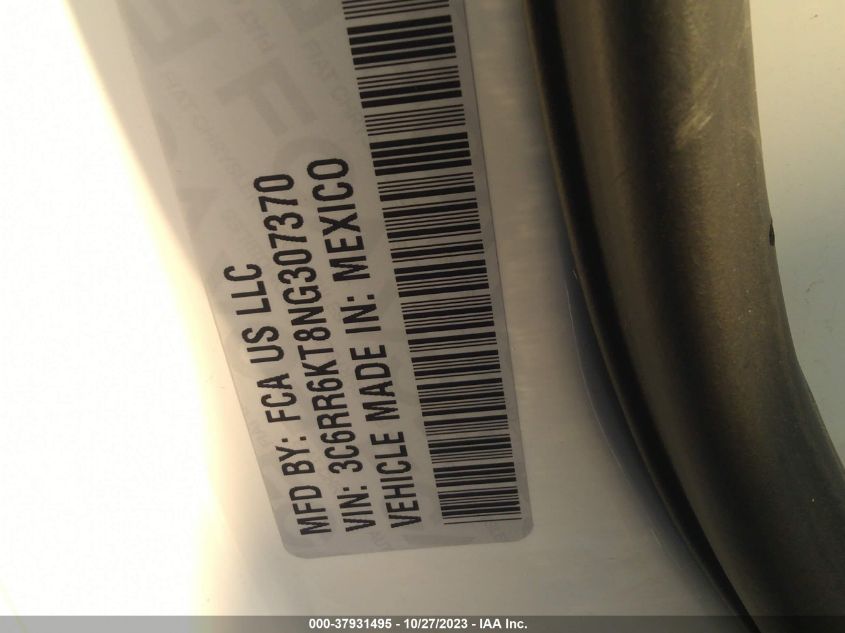 MFD BY: FCA US LLC
VIN: 3C6RR6KT8NG307370
VEHICLE MADE IN: MEXICO
000-37931495 - 10/27/2023 - IAA Inc.